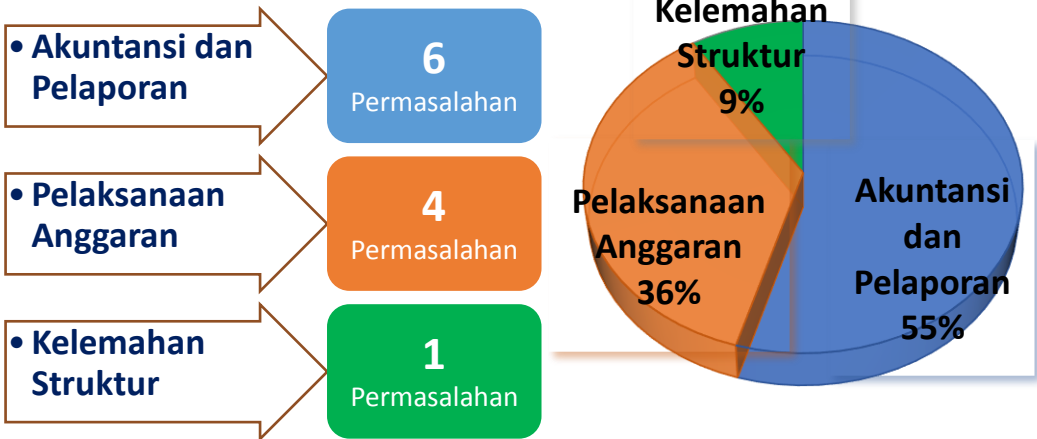 • Akuntansi dan
Pelaporan
6
Permasalahan
• Pelaksanaan
Anggaran
4
Permasalahan
• Kelemahan
Struktur
1
Permasalahan
Kelemahan
Struktur
9%
Pelaksanaan
Anggaran
36%
Akuntansi
dan
Pelaporan
55%